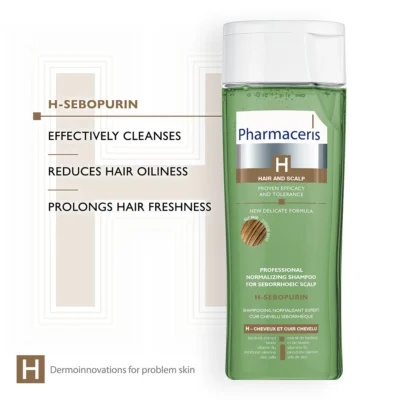 H-SEBOPURIN
EFFECTIVELY CLEANSES
REDUCES HAIR OILINESS
PROLONGS HAIR FRESHNESS
H Dermoinnovations for problem skin
Pharmaceris
H
HAIR AND SCALP
PROVEN EFFICACY
AND TOLERANCE
NEW DELICATE FORMULA
PROFESSIONAL
NORMALIZING SHAMPOO
FOR SEBORRHOEIC SCALP
H-SEBOPURIN
SHAMPOOING NORMALISANT EXPERT
CUIR CHEVELU SÉBORRHÉIQUE
H - CHEVEUX ET CUIR CHEVELU